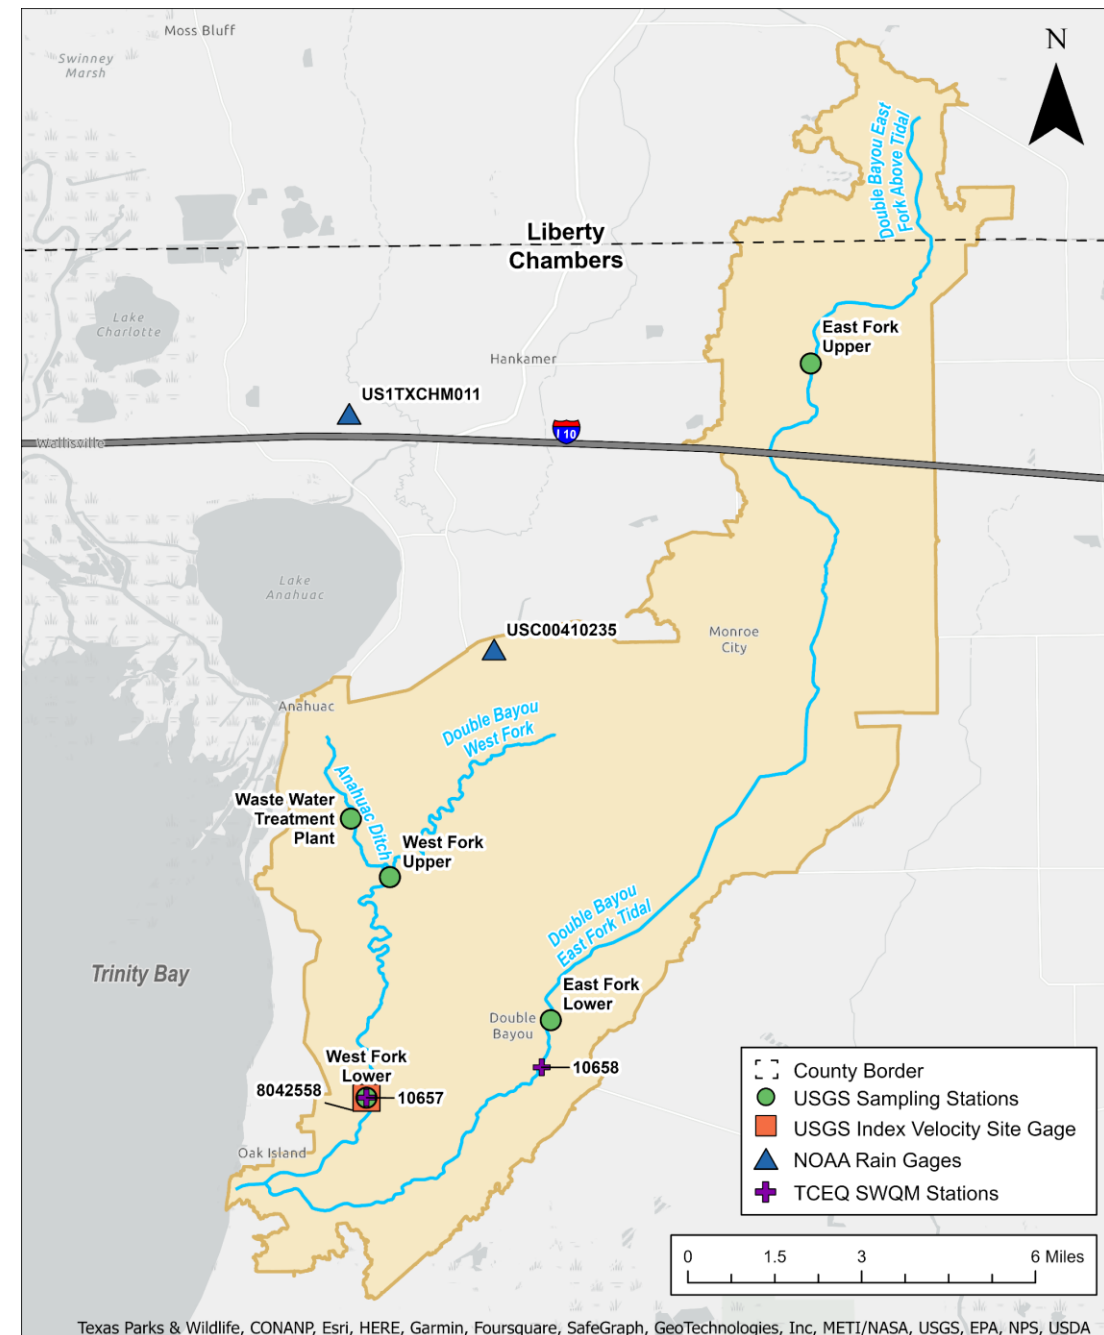 Moss Bluff
Swinney
Marsh
N
Double Bayou East
Fork Above Tidal
Liberty
Chambers
Lake
Charlotte
East Fork
Upper
Hankamer
US1TXCHM011
I 10
Wallisville
Lake
Anahuac
USC00410235
Monroe
City
Anahuac
Double Bayou
West Fork
Anahuac Ditch
Waste Water
Treatment
Plant
West Fork
Upper
Double Bayou
East Fork Tidal
Trinity Bay
East Fork
Lower
Double
Bayou
West Fork
Lower
10658
8042558
10657
Oak Island
County Border
USGS Sampling Stations
USGS Index Velocity Site Gage
NOAA Rain Gages
TCEQ SWQM Stations
0 1.5 3 6 Miles
Texas Parks & Wildlife, CONANP, Esri, HERE, Garmin, Foursquare, SafeGraph, GeoTechnologies, Inc, METI/NASA, USGS, EPA, NPS, USDA